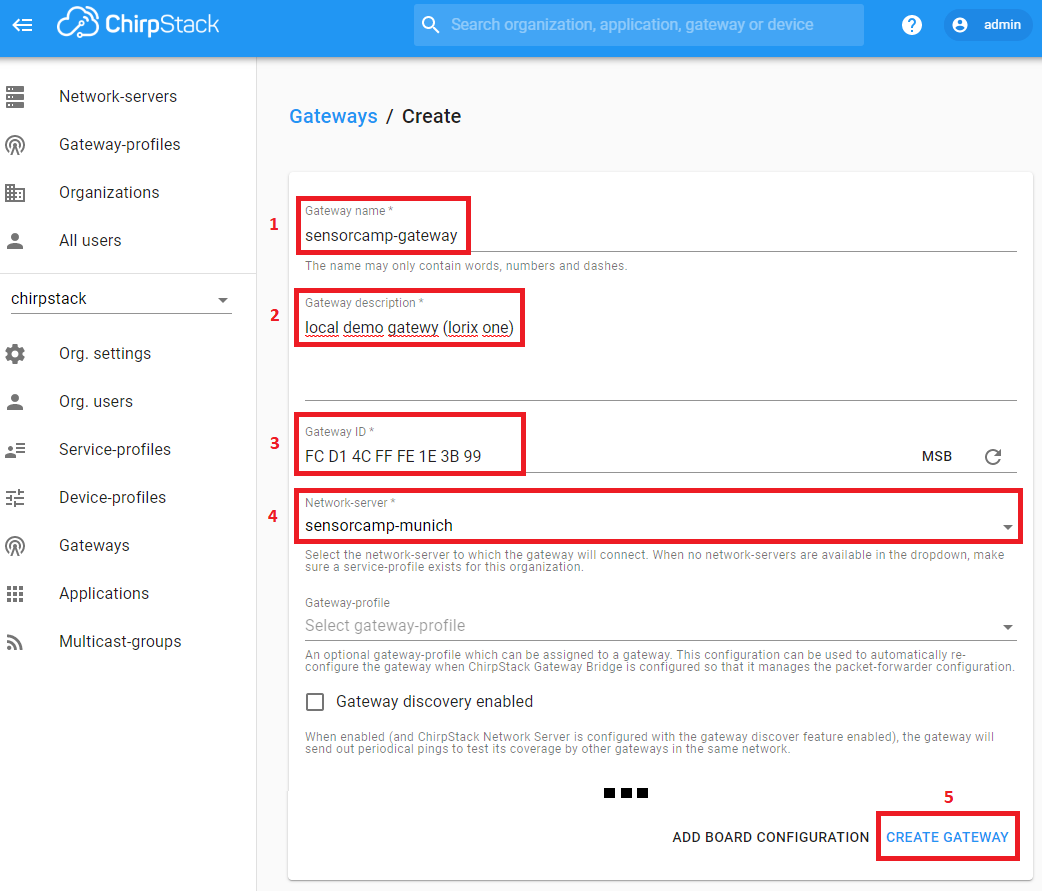 ChirpStack
Search organization, application, gateway or device
? admin
Network-servers
Gateway-profiles
Organizations
All users
chirpstack
Org. settings
Org. users
Service-profiles
Device-profiles
Gateways
Applications
Multicast-groups
Gateways / Create
1
Gateway name *
sensorcamp-gateway
The name may only contain words, numbers and dashes.
2
Gateway description *
local demo gatewy (lorix one)
3
Gateway ID *
FC D1 4C FF FE 1E 3B 99
MSB
4
Network-server *
sensorcamp-munich
Select the network-server to which the gateway will connect. When no network-servers are available in the dropdown, make
sure a service-profile exists for this organization.
Gateway-profile
Select gateway-profile
An optional gateway-profile which can be assigned to a gateway. This configuration can be used to automatically re-
configure the gateway when ChirpStack Gateway Bridge is configured so that it manages the packet-forwarder configuration.
Gateway discovery enabled
When enabled (and ChirpStack Network Server is configured with the gateway discover feature enabled), the gateway will
send out periodical pings to test its coverage by other gateways in the same network.
5
ADD BOARD CONFIGURATION
CREATE GATEWAY